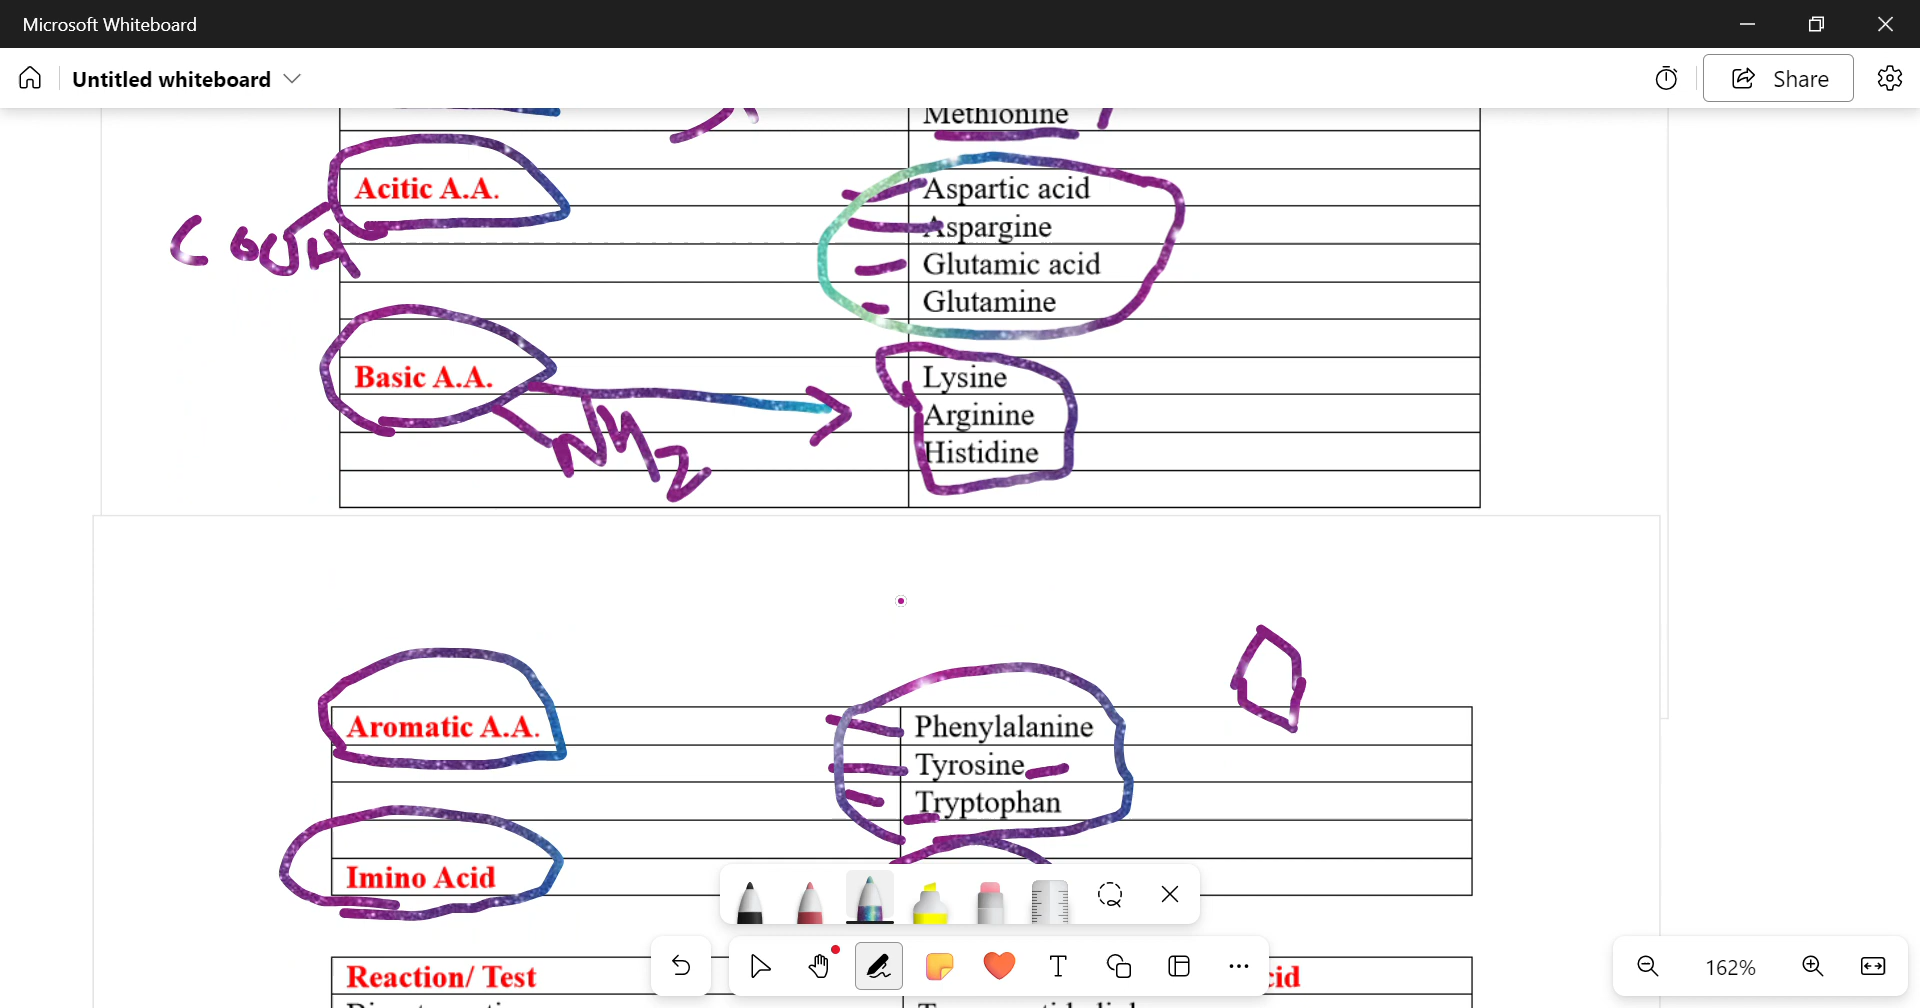 Microsoft Whiteboard
Untitled whiteboard
Share
Methionine
Acitic A.A.
Aspartic acid
COOH
Aspargine
Glutamic acid
Glutamine
Basic A.A.
Lysine
Arginine
NH2
Histidine
Aromatic A.A.
Phenylalanine
Tyrosine
Tryptophan
Imino Acid
Reaction/ Test
cid
162%